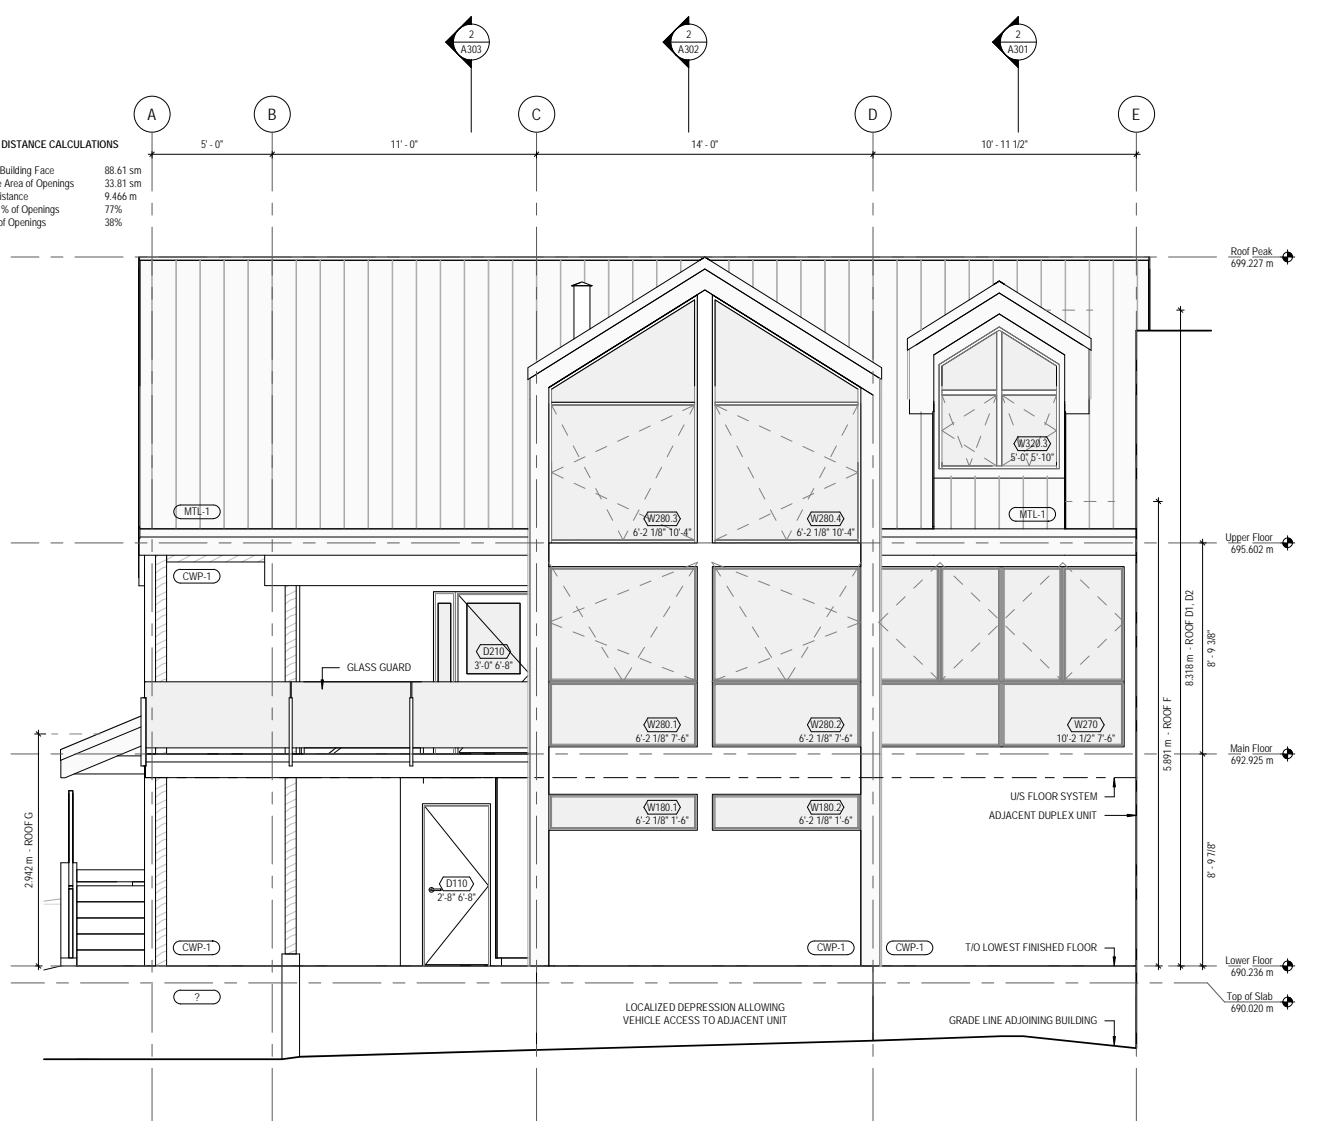 2
A303
2
A302
2
A301
A
B
C
D
E
DISTANCE CALCULATIONS
5' - 0"
11' - 0"
14' - 0"
10' - 11 1/2"
Building Face 88.61 sm
Area of Openings 33.81 sm
9.466 m
% of Openings 77%
of Openings 38%
Roof Peak
699.227 m
W320.3
5'-0" 5'-10"
MTL-1
MTL-1
W280.3
6'-2 1/8" 10'-4"
W280.4
6'-2 1/8" 10'-4"
Upper Floor
695.602 m
CWP-1
8.318 m - ROOF D1, D2
8' - 9 3/8"
D210
3'-0" 6'-8"
GLASS GUARD
W280.1
6'-2 1/8" 7'-6"
W280.2
6'-2 1/8" 7'-6"
W270
10'-2 1/2" 7'-6"
5.891 m - ROOF F
Main Floor
692.925 m
U/S FLOOR SYSTEM
W180.1
6'-2 1/8" 1'-6"
W180.2
6'-2 1/8" 1'-6"
ADJACENT DUPLEX UNIT
2.942 m - ROOF G
8' - 9 7/8"
D110
2'-8" 6'-8"
CWP-1
CWP-1
CWP-1
T/O LOWEST FINISHED FLOOR
Lower Floor
690.236 m
?
Top of Slab
690.020 m
LOCALIZED DEPRESSION ALLOWING
VEHICLE ACCESS TO ADJACENT UNIT
GRADE LINE ADJOINING BUILDING